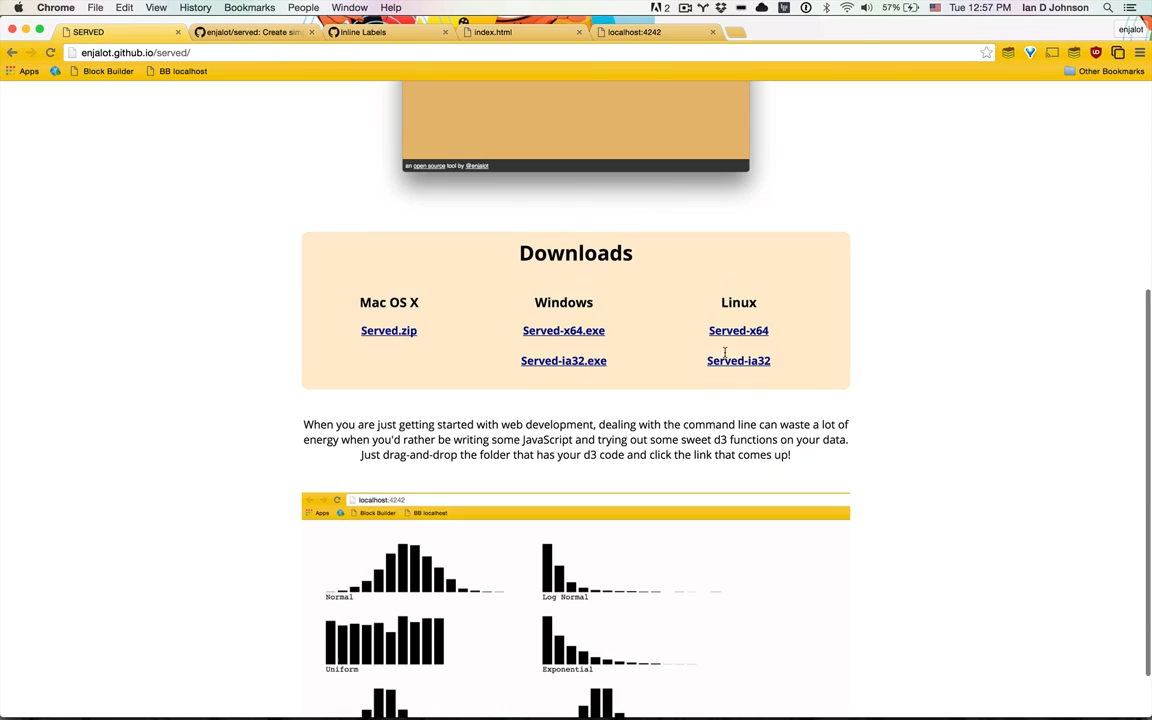 Chrome File Edit View History Bookmarks People Window Help 2 57% Tue 12:57 PM Ian D Johnson
SERVED enjalot/served: Create sim Inline Labels index.html localhost:4242 enjalot
enjalot.github.io/served/
Apps Block Builder BB localhost Other Bookmarks
an open source tool by @enjalot
Downloads
Mac OS X Windows Linux
Served.zip Served-x64.exe Served-x64
Served-ia32.exe Served-ia32
When you are just getting started with web development, dealing with the command line can waste a lot of
energy when you'd rather be writing some JavaScript and trying out some sweet d3 functions on your data.
Just drag-and-drop the folder that has your d3 code and click the link that comes up!
localhost:4242
Apps Block Builder BB localhost
Normal Log Normal
Uniform Exponential